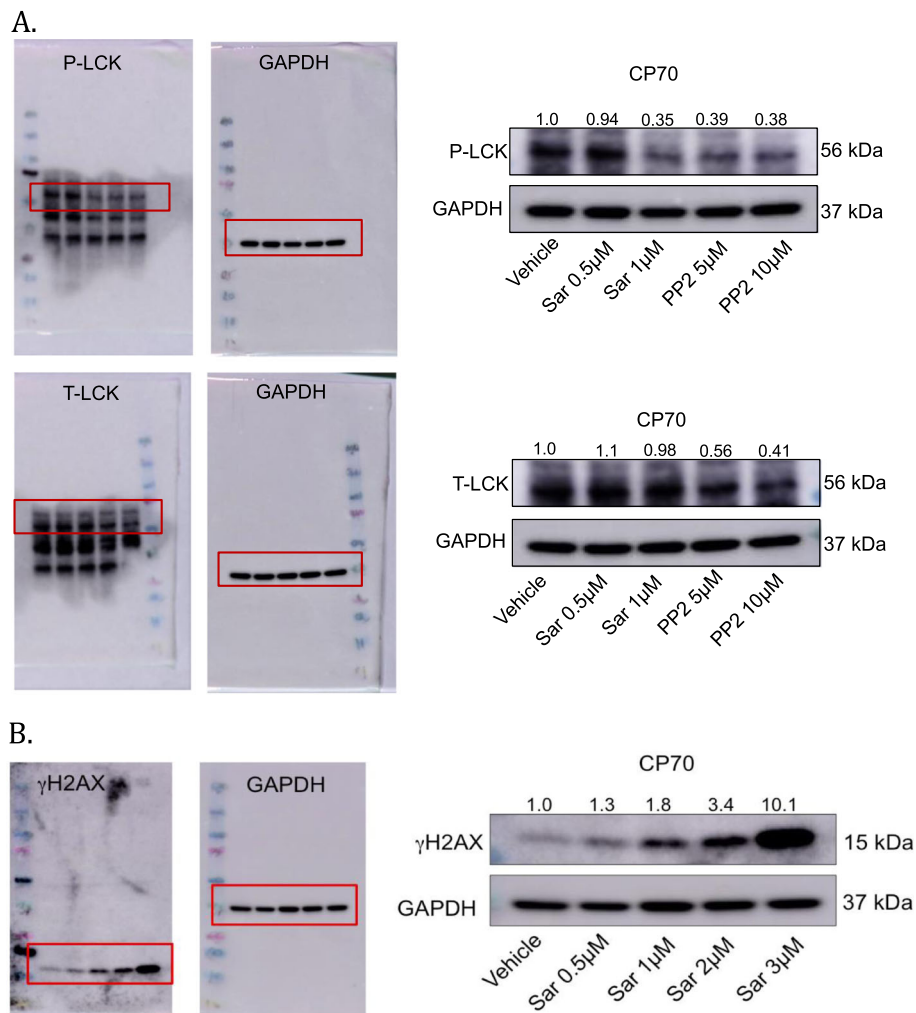 A.
P-LCK
GAPDH
CP70
1.0 0.94 0.35 0.39 0.38
P-LCK 56 kDa
GAPDH 37 kDa
Vehicle Sar 0.5µM Sar 1µM PP2 5µM PP2 10µM
T-LCK
GAPDH
CP70
1.0 1.1 0.98 0.56 0.41
T-LCK 56 kDa
GAPDH 37 kDa
Vehicle Sar 0.5µM Sar 1µM PP2 5µM PP2 10µM
B.
γH2AX
GAPDH
CP70
1.0 1.3 1.8 3.4 10.1
γH2AX 15 kDa
GAPDH 37 kDa
Vehicle Sar 0.5µM Sar 1µM Sar 2µM Sar 3µM